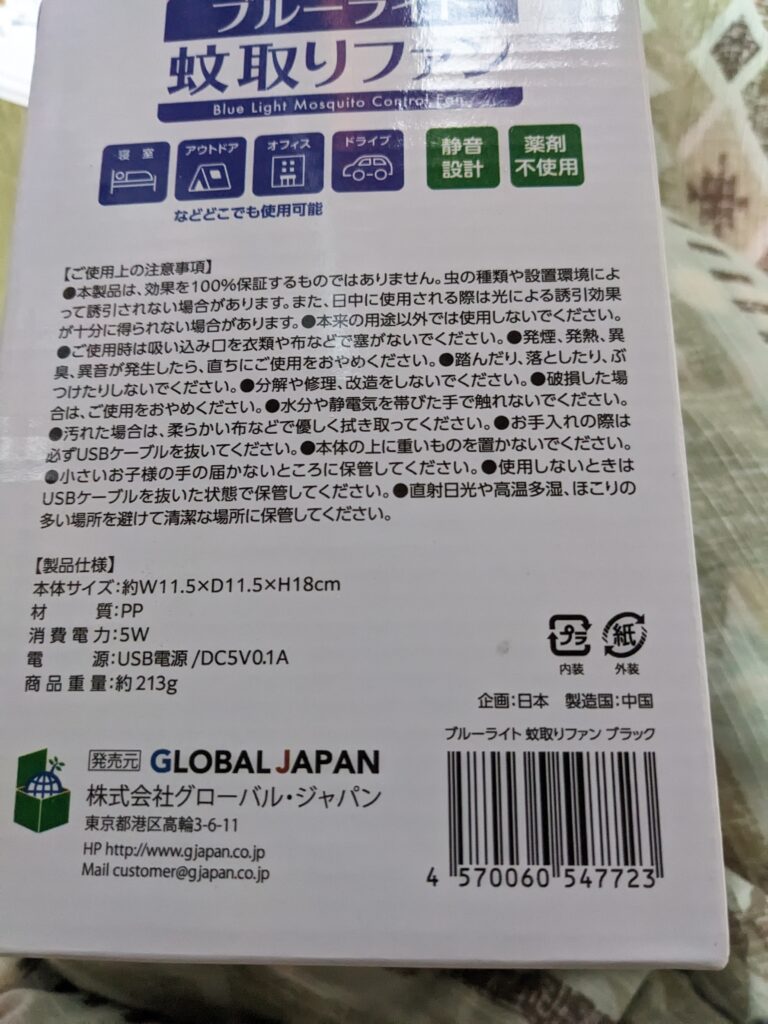 ブルーライト
蚊取りファン
Blue Light Mosquito Control Fan
寝室
アウトドア
オフィス
ドライブ
静音
設計
薬剤
不使用
などどこでも使用可能
【ご使用上の注意事項】
●本製品は、効果を100%保証するものではありません。虫の種類や設置環境によ
って誘引されない場合があります。また、日中に使用される際は光による誘引効果
が十分に得られない場合があります。●本来の用途以外では使用しないでください。
●ご使用時は吸い込み口を衣類や布などで塞がないでください。●発煙、発熱、異
臭、異音が発生したら、直ちにご使用をおやめください。●踏んだり、落としたり、ぶ
つけたりしないでください。●分解や修理、改造をしないでください。●破損した場
合は、ご使用をおやめください。●水分や静電気を帯びた手で触れないでください。
●汚れた場合は、柔らかい布などで優しく拭き取ってください。●お手入れの際は
必ずUSBケーブルを抜いてください。●本体の上に重いものを置かないでください。
●小さいお子様の手の届かないところに保管してください。●使用しないときは
USBケーブルを抜いた状態で保管してください。●直射日光や高温多湿、ほこりの
多い場所を避けて清潔な場所に保管してください。
【製品仕様】
本体サイズ:約W11.5×D11.5×H18cm
材 質:PP
消費電力:5W
電 源:USB電源/DC5V0.1A
商品重量:約213g
プラ
紙
内装
外装
企画:日本 製造国:中国
ブルーライト 蚊取りファン ブラック
発売元 GLOBAL JAPAN
株式会社グローバル・ジャパン
東京都港区高輪3-6-11
HP http://www.gjapan.co.jp
Mail customer@gjapan.co.jp
4 570060 547723